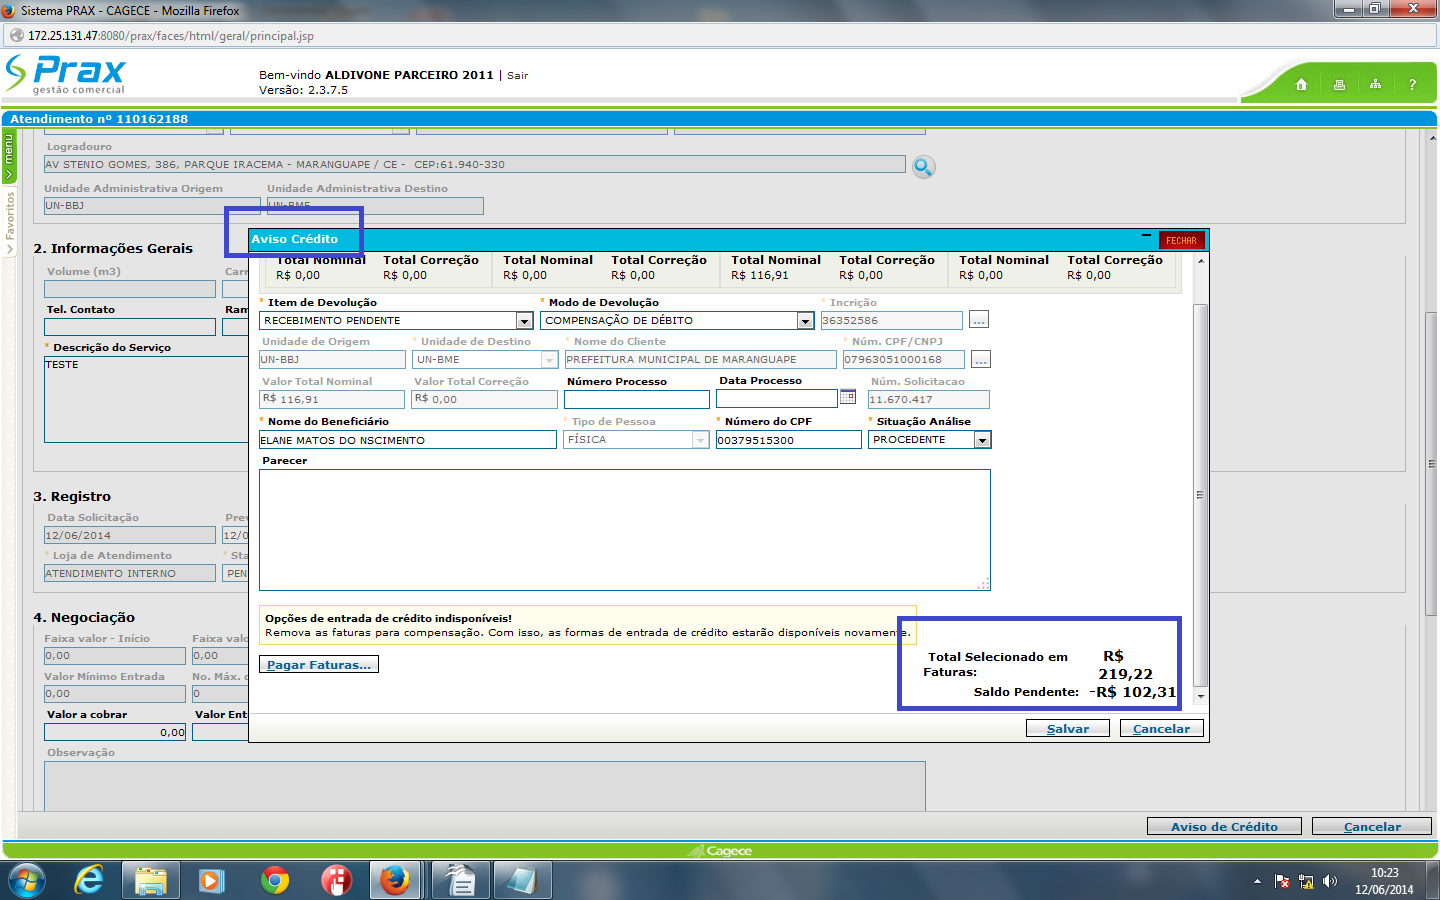 Sistema PRAX - CAGECE - Mozilla Firefox
172.25.131.47:8080/prax/faces/html/geral/principal.jsp
Prax
gestão comercial
Bem-vindo ALDIVONE PARCEIRO 2011 | Sair
Versão: 2.3.7.5
?
Atendimento nº 110162188
menu
Favoritos
Logradouro
AV STENIO GOMES, 386, PARQUE IRACEMA - MARANGUAPE / CE - CEP:61.940-330
Unidade Administrativa Origem Unidade Administrativa Destino
UN-BBJ UN-BME
2. Informações Gerais
Volume (m3) Carr
Tel. Contato Ram
* Descrição do Serviço
TESTE
3. Registro
Data Solicitação Prev
12/06/2014 12/0
* Loja de Atendimento * Sta
ATENDIMENTO INTERNO PEN
4. Negociação
Faixa valor - Início Faixa valo
0,00 0,00
Valor Mínimo Entrada No. Máx. d
0,00 0
Valor a cobrar Valor Ent
0,00
Observação
Aviso Crédito
FECHAR
Total Nominal Total Correção Total Nominal Total Correção Total Nominal Total Correção Total Nominal Total Correção
R$ 0,00 R$ 0,00 R$ 0,00 R$ 0,00 R$ 116,91 R$ 0,00 R$ 0,00 R$ 0,00
* Item de Devolução * Modo de Devolução * Incrição
RECEBIMENTO PENDENTE COMPENSAÇÃO DE DÉBITO 36352586 ...
Unidade de Origem * Unidade de Destino * Nome do Cliente * Núm. CPF/CNPJ
UN-BBJ UN-BME PREFEITURA MUNICIPAL DE MARANGUAPE 07963051000168 ...
Valor Total Nominal Valor Total Correção Número Processo Data Processo Núm. Solicitacao
R$ 116,91 R$ 0,00 11.670.417
* Nome do Beneficiário * Tipo de Pessoa * Número do CPF * Situação Análise
ELANE MATOS DO NSCIMENTO FÍSICA 00379515300 PROCEDENTE
Parecer
Opções de entrada de crédito indisponíveis!
Remova as faturas para compensação. Com isso, as formas de entrada de crédito estarão disponíveis novamente.
Pagar Faturas...
Total Selecionado em Faturas: R$ 219,22
Saldo Pendente: -R$ 102,31
Salvar Cancelar
Aviso de Crédito Cancelar
Cagece
10:23
12/06/2014